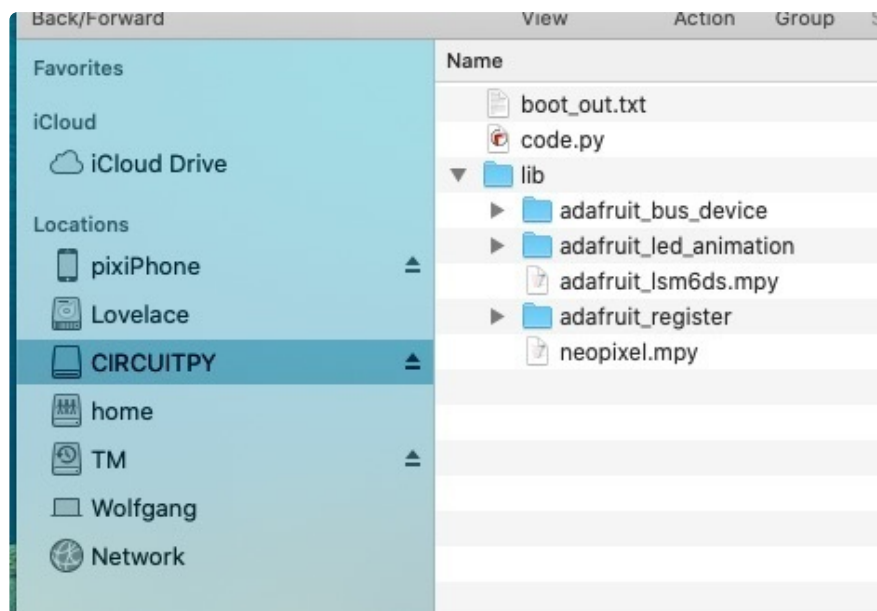 Back/Forward
View
Action
Group
Favorites
iCloud
iCloud Drive
Locations
pixiPhone
Lovelace
CIRCUITPY
home
TM
Wolfgang
Network
Name
boot_out.txt
code.py
lib
adafruit_bus_device
adafruit_led_animation
adafruit_lsm6ds.mpy
adafruit_register
neopixel.mpy